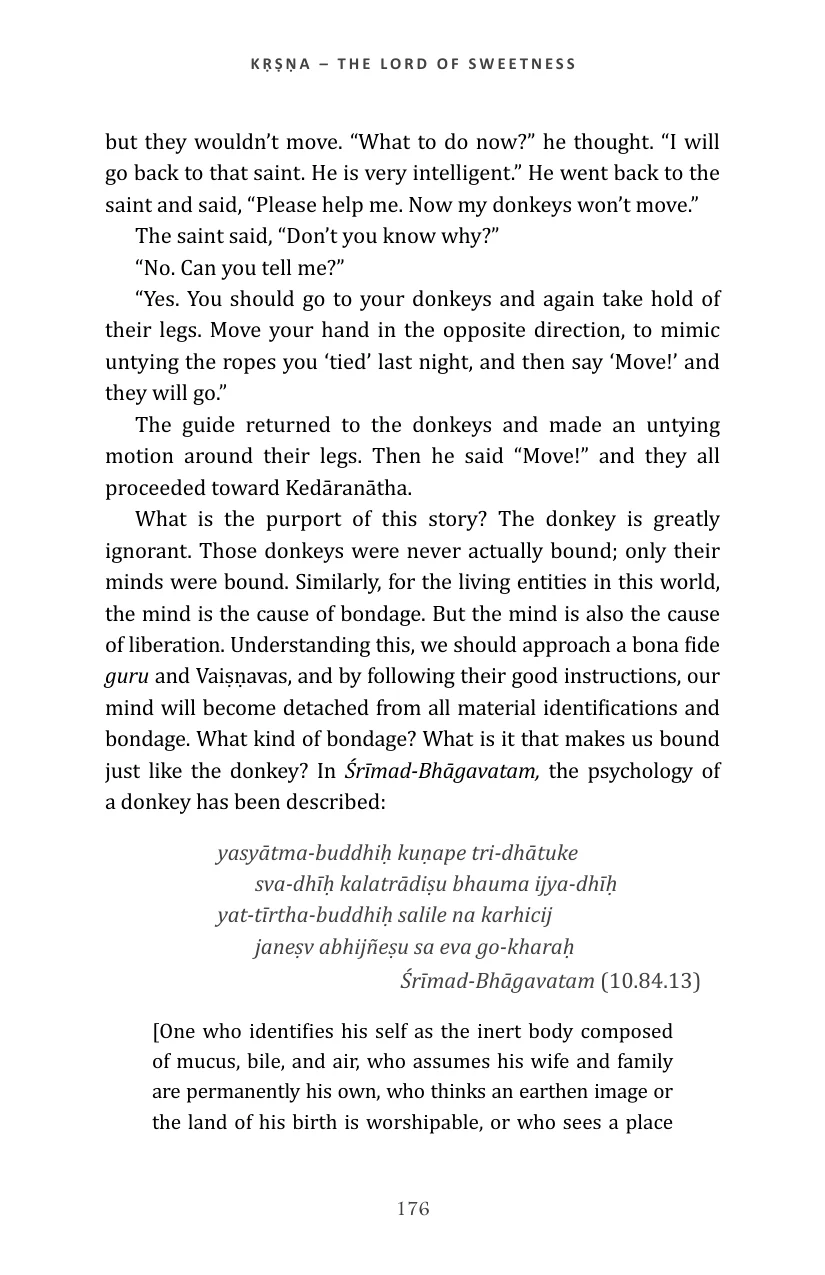 KṚṢṆA – THE LORD OF SWEETNESS
but they wouldn’t move. “What to do now?” he thought. “I will
go back to that saint. He is very intelligent.” He went back to the
saint and said, “Please help me. Now my donkeys won’t move.”
The saint said, “Don’t you know why?”
“No. Can you tell me?”
“Yes. You should go to your donkeys and again take hold of
their legs. Move your hand in the opposite direction, to mimic
untying the ropes you ‘tied’ last night, and then say ‘Move!’ and
they will go.”
The guide returned to the donkeys and made an untying
motion around their legs. Then he said “Move!” and they all
proceeded toward Kedāranātha.
What is the purport of this story? The donkey is greatly
ignorant. Those donkeys were never actually bound; only their
minds were bound. Similarly, for the living entities in this world,
the mind is the cause of bondage. But the mind is also the cause
of liberation. Understanding this, we should approach a bona fide
guru and Vaiṣṇavas, and by following their good instructions, our
mind will become detached from all material identifications and
bondage. What kind of bondage? What is it that makes us bound
just like the donkey? In Śrīmad-Bhāgavatam, the psychology of
a donkey has been described:
yasyātma-buddhiḥ kuṇape tri-dhātuke
sva-dhīḥ kalatrādiṣu bhauma ijya-dhīḥ
yat-tīrtha-buddhiḥ salile na karhicij
janeṣv abhijñeṣu sa eva go-kharaḥ
Śrīmad-Bhāgavatam (10.84.13)
[One who identifies his self as the inert body composed
of mucus, bile, and air, who assumes his wife and family
are permanently his own, who thinks an earthen image or
the land of his birth is worshipable, or who sees a place
176